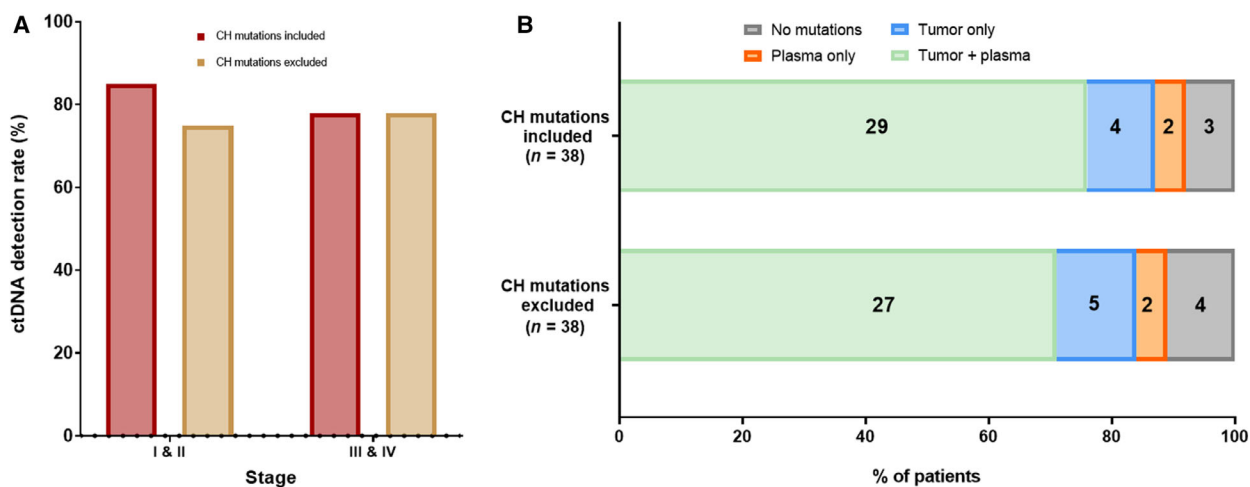 A
CH mutations included
CH mutations excluded
ctDNA detection rate (%)
100
80
60
40
20
0
I & II
III & IV
Stage
B
No mutations
Tumor only
Plasma only
Tumor + plasma
CH mutations
included
(n = 38)
29
4
2
3
CH mutations
excluded
(n = 38)
27
5
2
4
0
20
40
60
80
100
% of patients